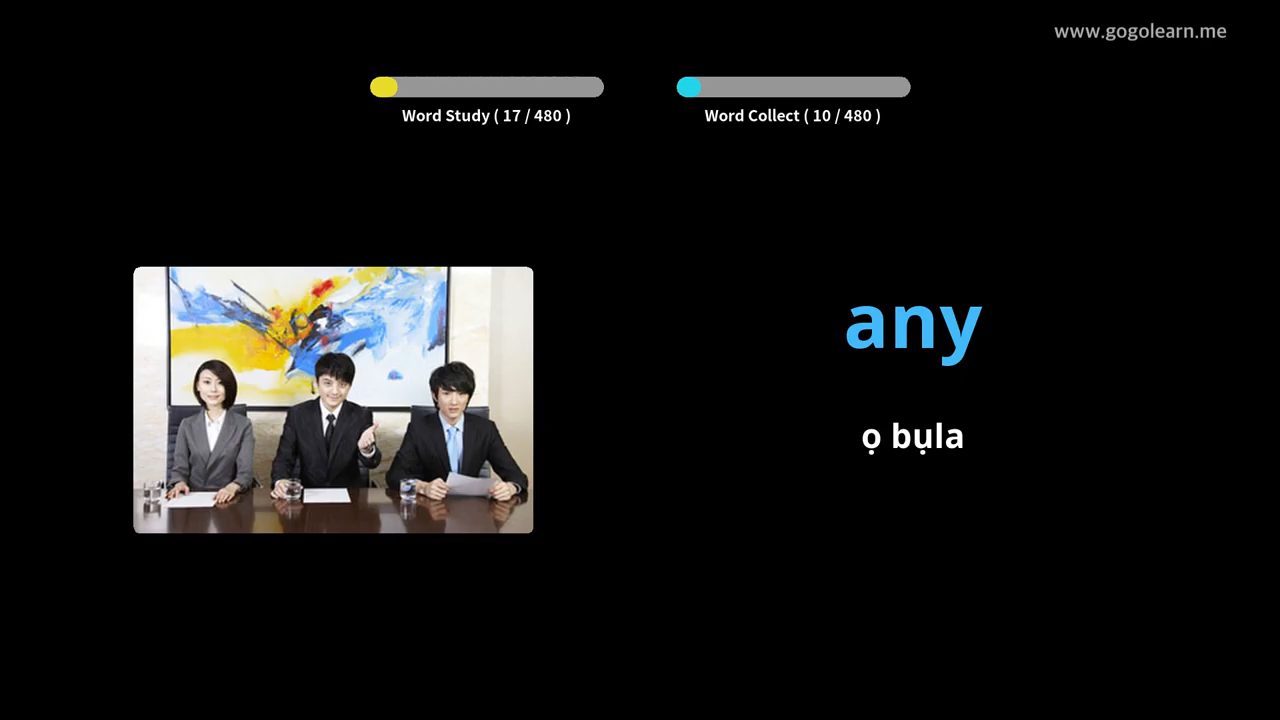 www.gogolearn.me
Word Study ( 17 / 480 )
Word Collect ( 10 / 480 )
any
ọ bụla